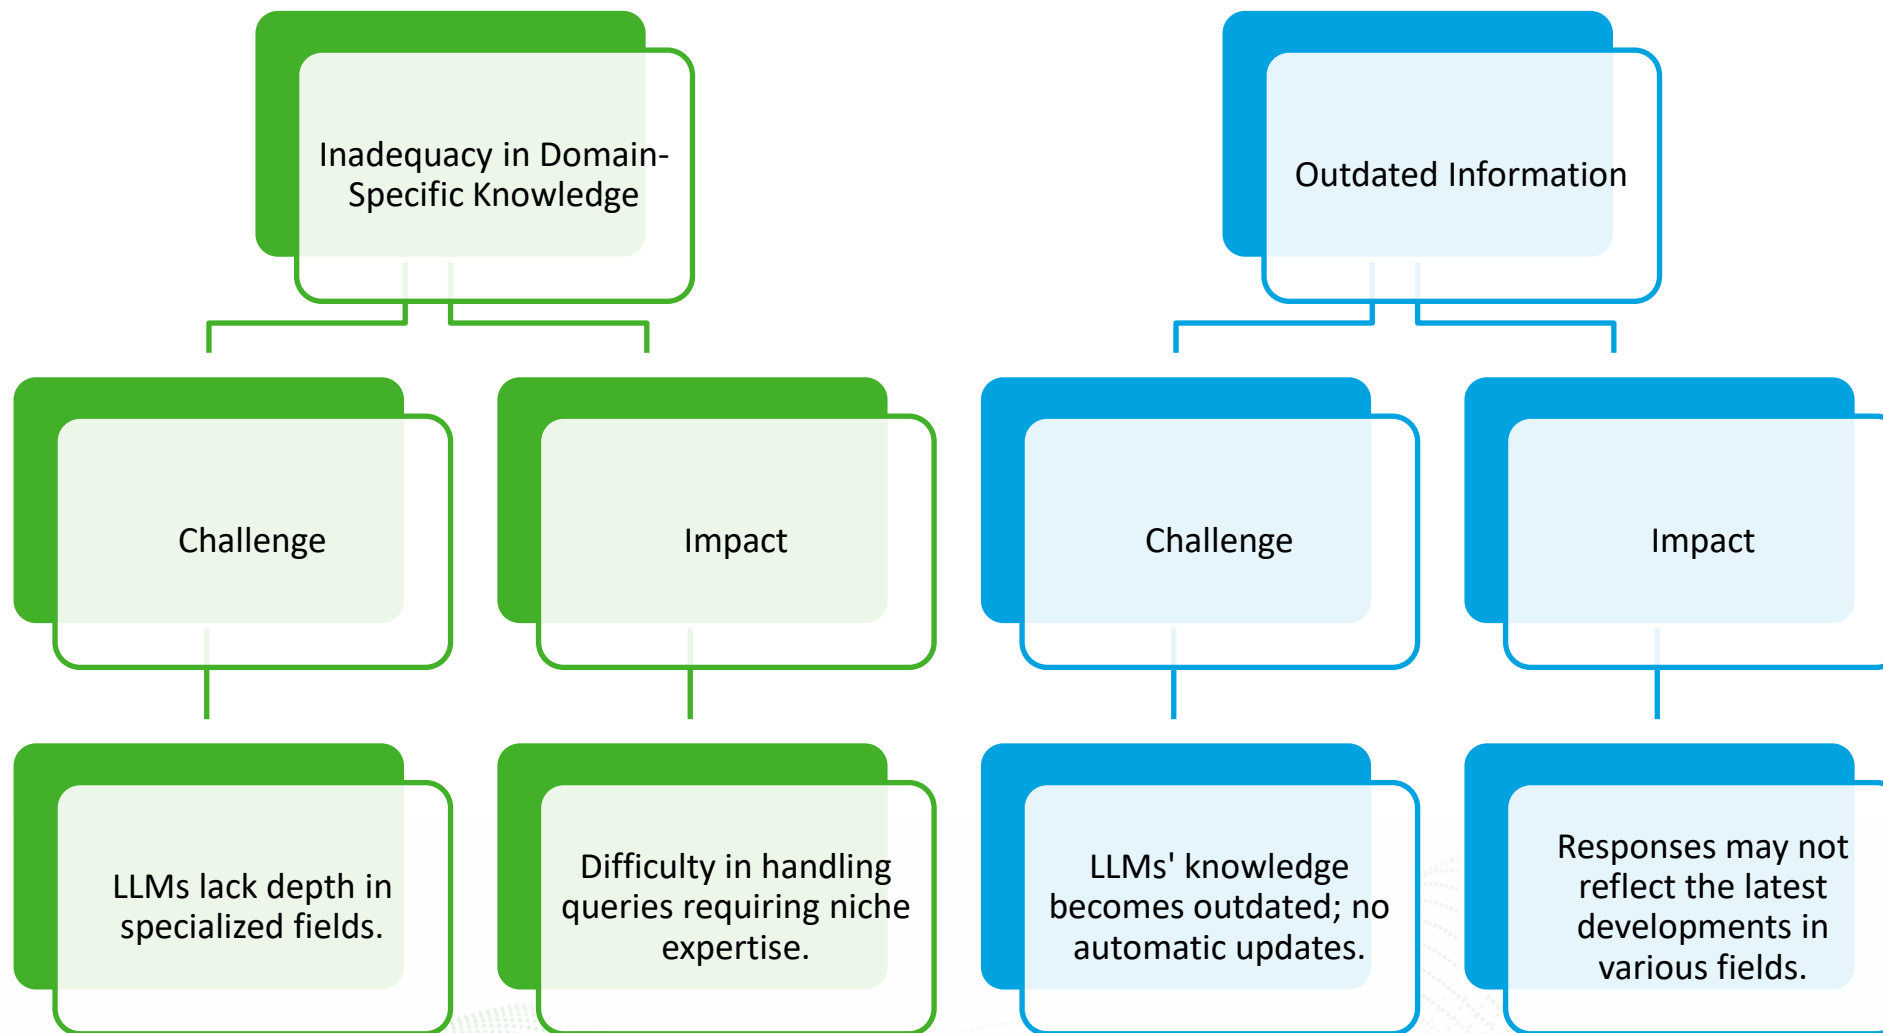 Inadequacy in Domain-
Specific Knowledge
Outdated Information
Challenge
Impact
Challenge
Impact
LLMs lack depth in
specialized fields.
Difficulty in handling
queries requiring niche
expertise.
LLMs' knowledge
becomes outdated; no
automatic updates.
Responses may not
reflect the latest
developments in
various fields.